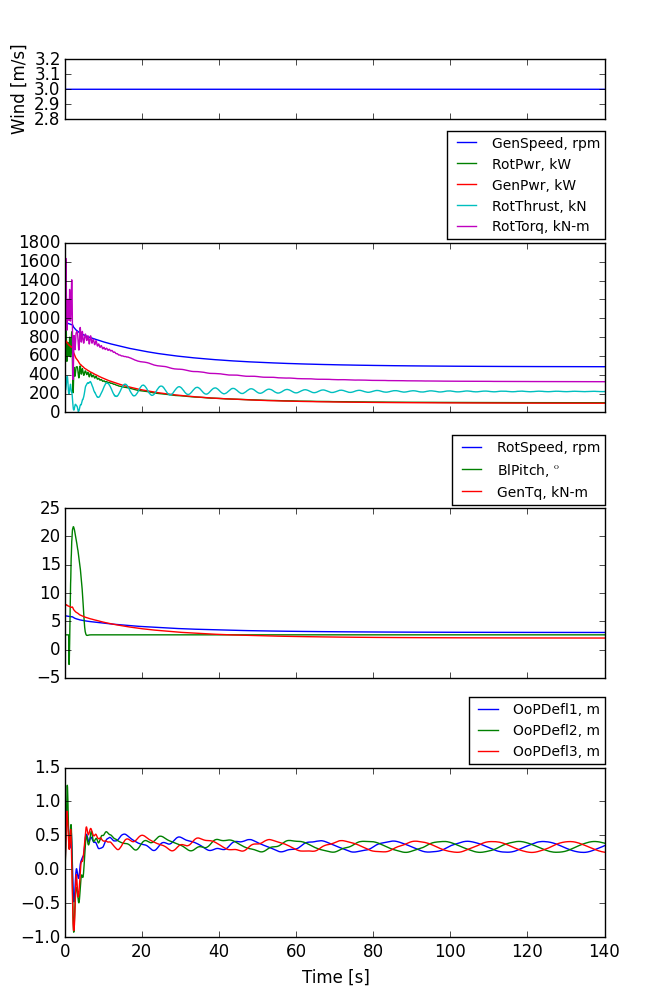 Wind [m/s]
3.2
3.1
3.0
2.9
2.8
GenSpeed, rpm
RotPwr, kW
GenPwr, kW
RotThrust, kN
RotTorq, kN-m
1800
1600
1400
1200
1000
800
600
400
200
0
RotSpeed, rpm
BlPitch, °
GenTq, kN-m
25
20
15
10
5
0
−5
OoPDefl1, m
OoPDefl2, m
OoPDefl3, m
1.5
1.0
0.5
0.0
−0.5
−1.0
0 20 40 60 80 100 120 140
Time [s]